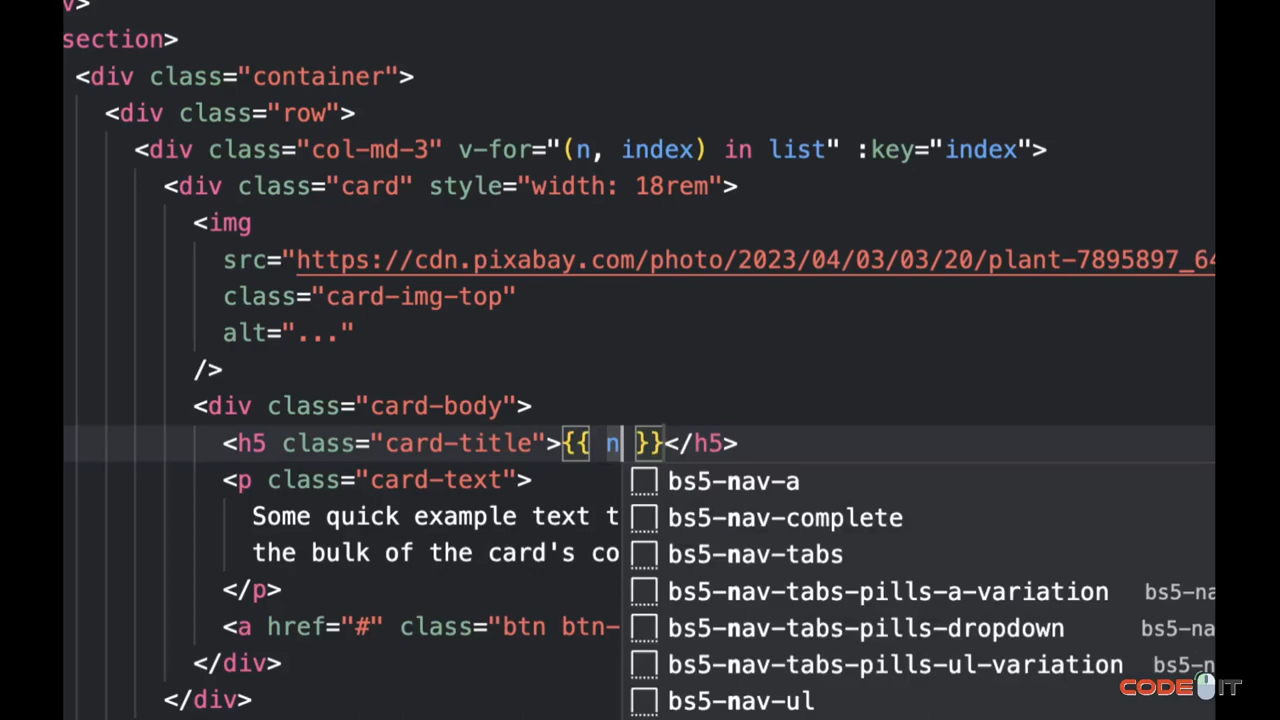 v>
section>
<div class="container">
<div class="row">
<div class="col-md-3" v-for="(n, index) in list" :key="index">
<div class="card" style="width: 18rem">
<img
src="https://cdn.pixabay.com/photo/2023/04/03/03/20/plant-7895897_64
class="card-img-top"
alt="..."
/>
<div class="card-body">
<h5 class="card-title">{{ n }}</h5>
<p class="card-text">
bs5-nav-a
Some quick example text t
bs5-nav-complete
the bulk of the card's co
bs5-nav-tabs
</p>
bs5-nav-tabs-pills-a-variation bs5-na
<a href="#" class="btn btn-
bs5-nav-tabs-pills-dropdown bs5-na
</div>
bs5-nav-tabs-pills-ul-variation bs5-n
</div>
bs5-nav-ul
CODE IT